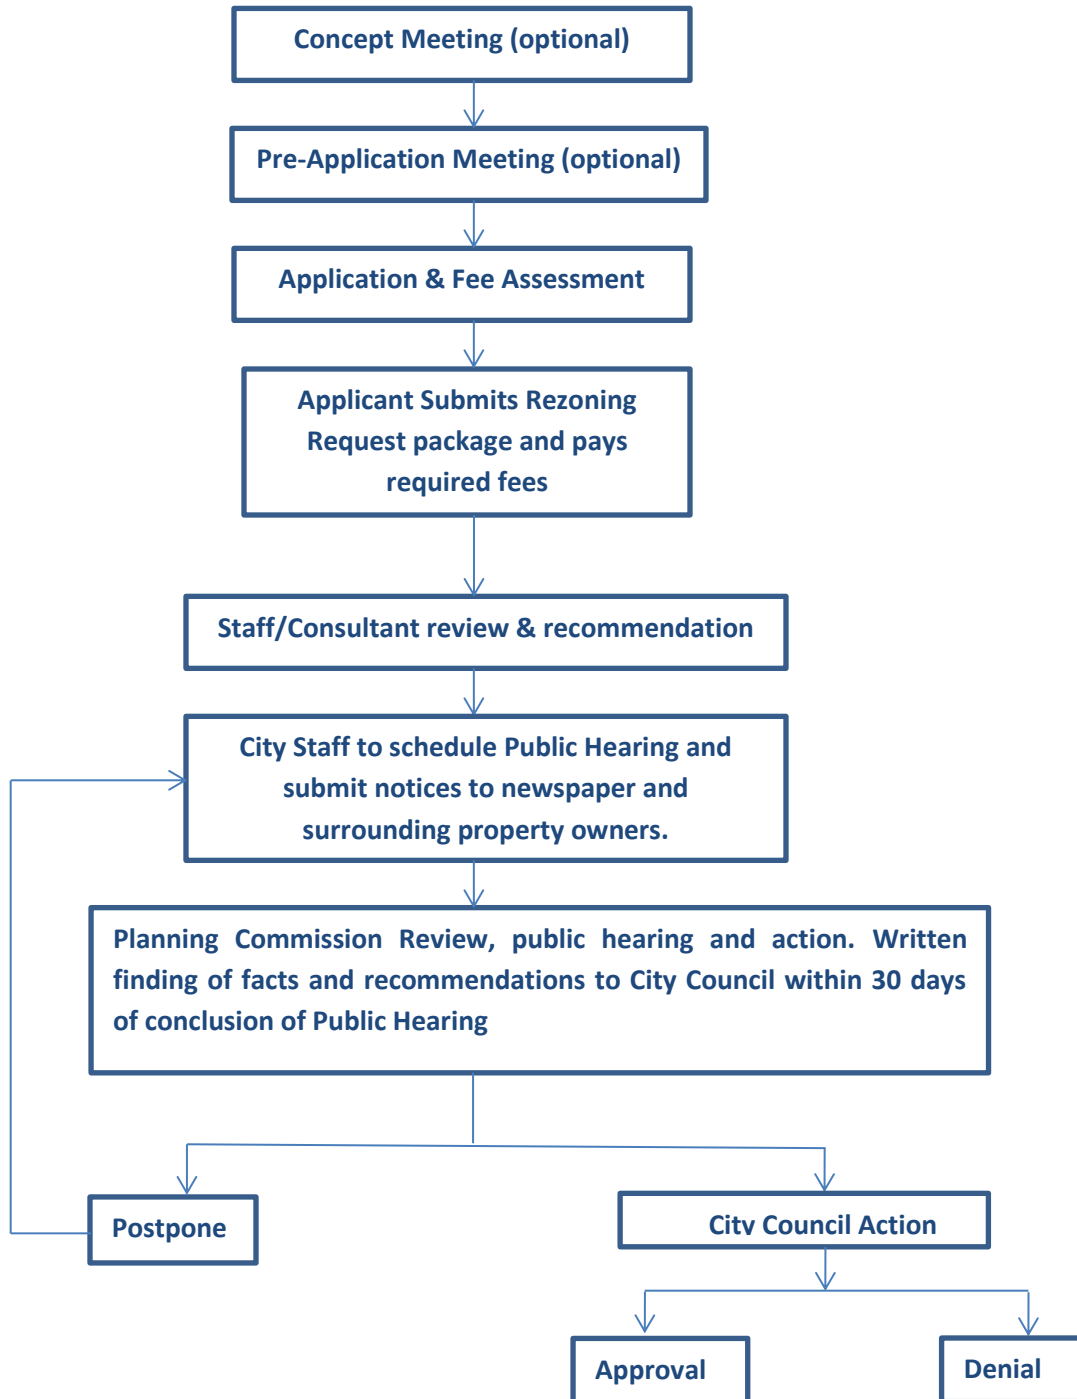 Concept Meeting (optional)
Pre-Application Meeting (optional)
Application & Fee Assessment
Applicant Submits Rezoning
Request package and pays
required fees
Staff/Consultant review & recommendation
City Staff to schedule Public Hearing and
submit notices to newspaper and
surrounding property owners.
Planning Commission Review, public hearing and action. Written
finding of facts and recommendations to City Council within 30 days
of conclusion of Public Hearing
Postpone
City Council Action
Approval
Denial